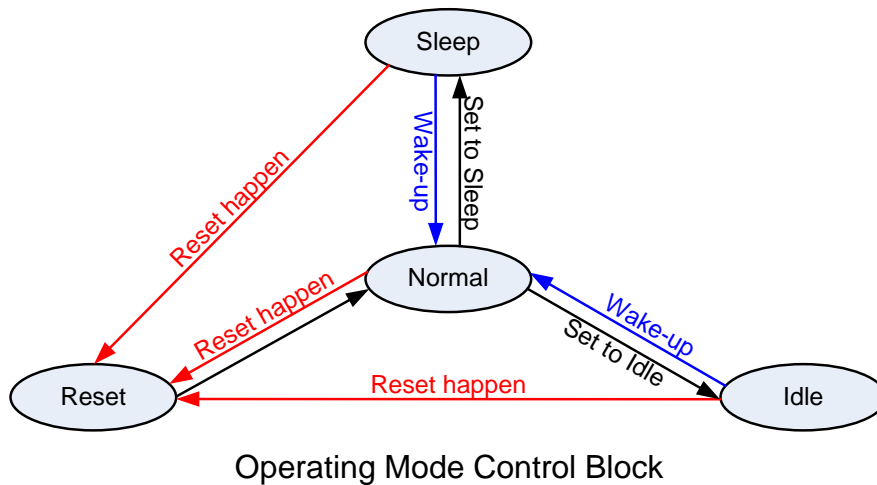 Sleep
Reset happen
Wake-up
Set to Sleep
Normal
Reset happen
Wake-up
Set to Idle
Reset happen
Reset
Idle
Operating Mode Control Block